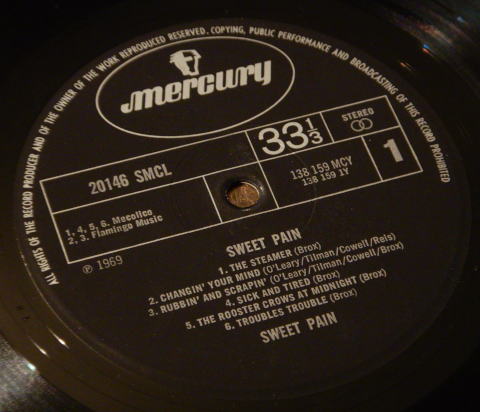 ALL RIGHTS OF THE RECORD PRODUCER AND OF THE OWNER OF THE WORK REPRODUCED RESERVED. COPYING, PUBLIC PERFORMANCE AND BROADCASTING OF THIS RECORD PROHIBITED
mercury
20146 SMCL
33 1/3
STEREO
1, 4, 5, 6. Mecolico
2, 3. Flamingo Music
138 159 MCY
138 159 1Y
1
℗ 1969
SWEET PAIN
1. THE STEAMER (Brox)
2. CHANGIN' YOUR MIND (O'Leary/Tilman/Cowell/Reis)
3. RUBBIN' AND SCRAPIN' (O'Leary/Tilman/Cowell/Brox)
4. SICK AND TIRED (Brox)
5. THE ROOSTER CROWS AT MIDNIGHT (Brox)
6. TROUBLES TROUBLE (Brox)
SWEET PAIN